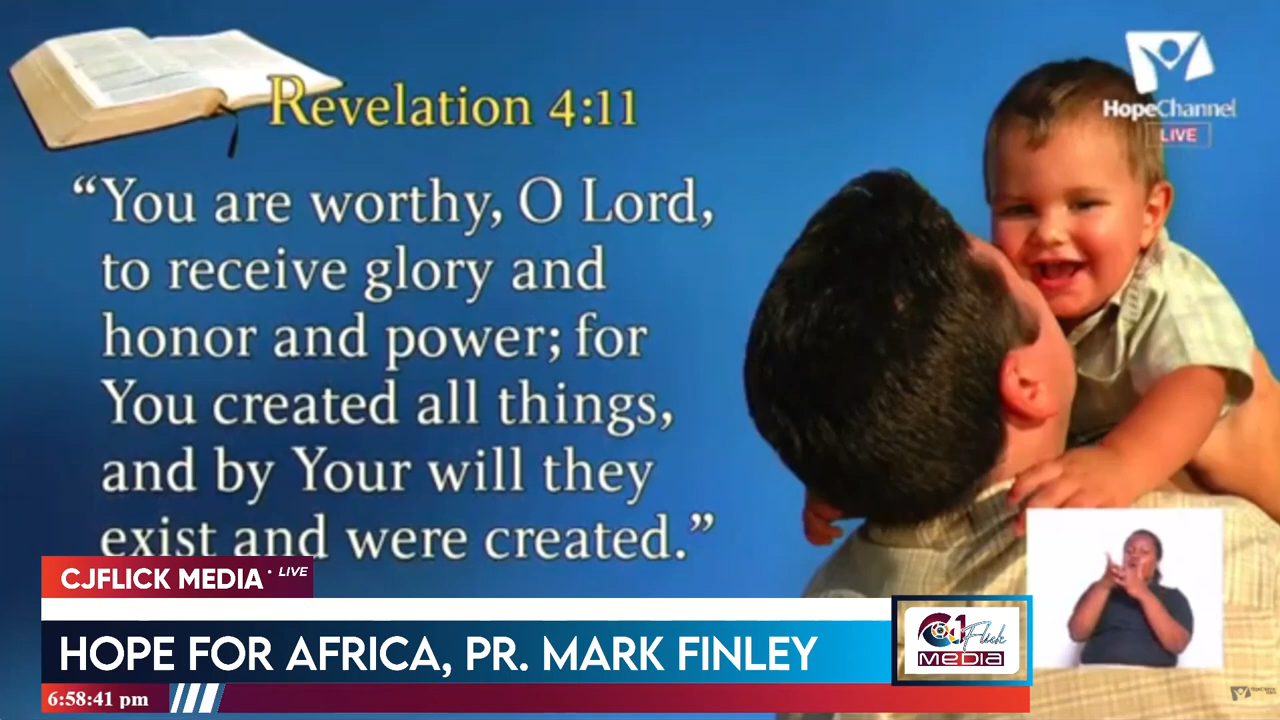 Revelation 4:11
HopeChannel
LIVE
“You are worthy, O Lord,
to receive glory and
honor and power; for
You created all things,
and by Your will they
exist and were created.”
CJFLICK MEDIA • LIVE
HOPE FOR AFRICA, PR. MARK FINLEY
Flick
MEDIA
6:58:41 pm